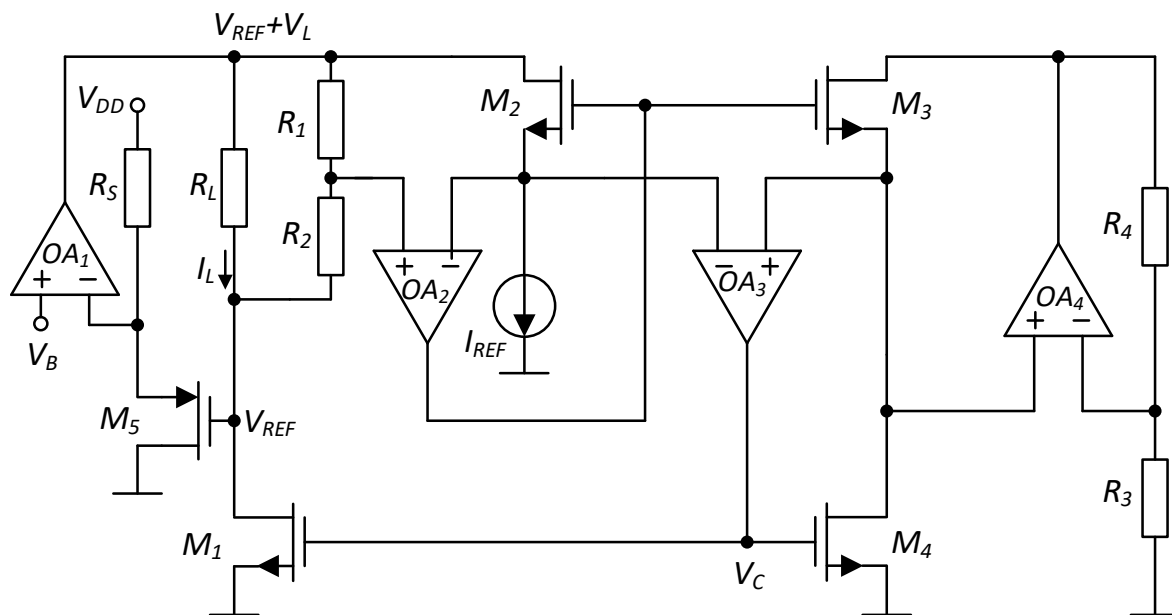 V_REF+V_L
V_DD
R_S
R_L
R_1
R_2
M_2
M_3
R_4
OA_1
+ −
V_B
I_L
+ −
OA_2
I_REF
− +
OA_3
OA_4
+ −
M_5
V_REF
R_3
M_1
V_C
M_4